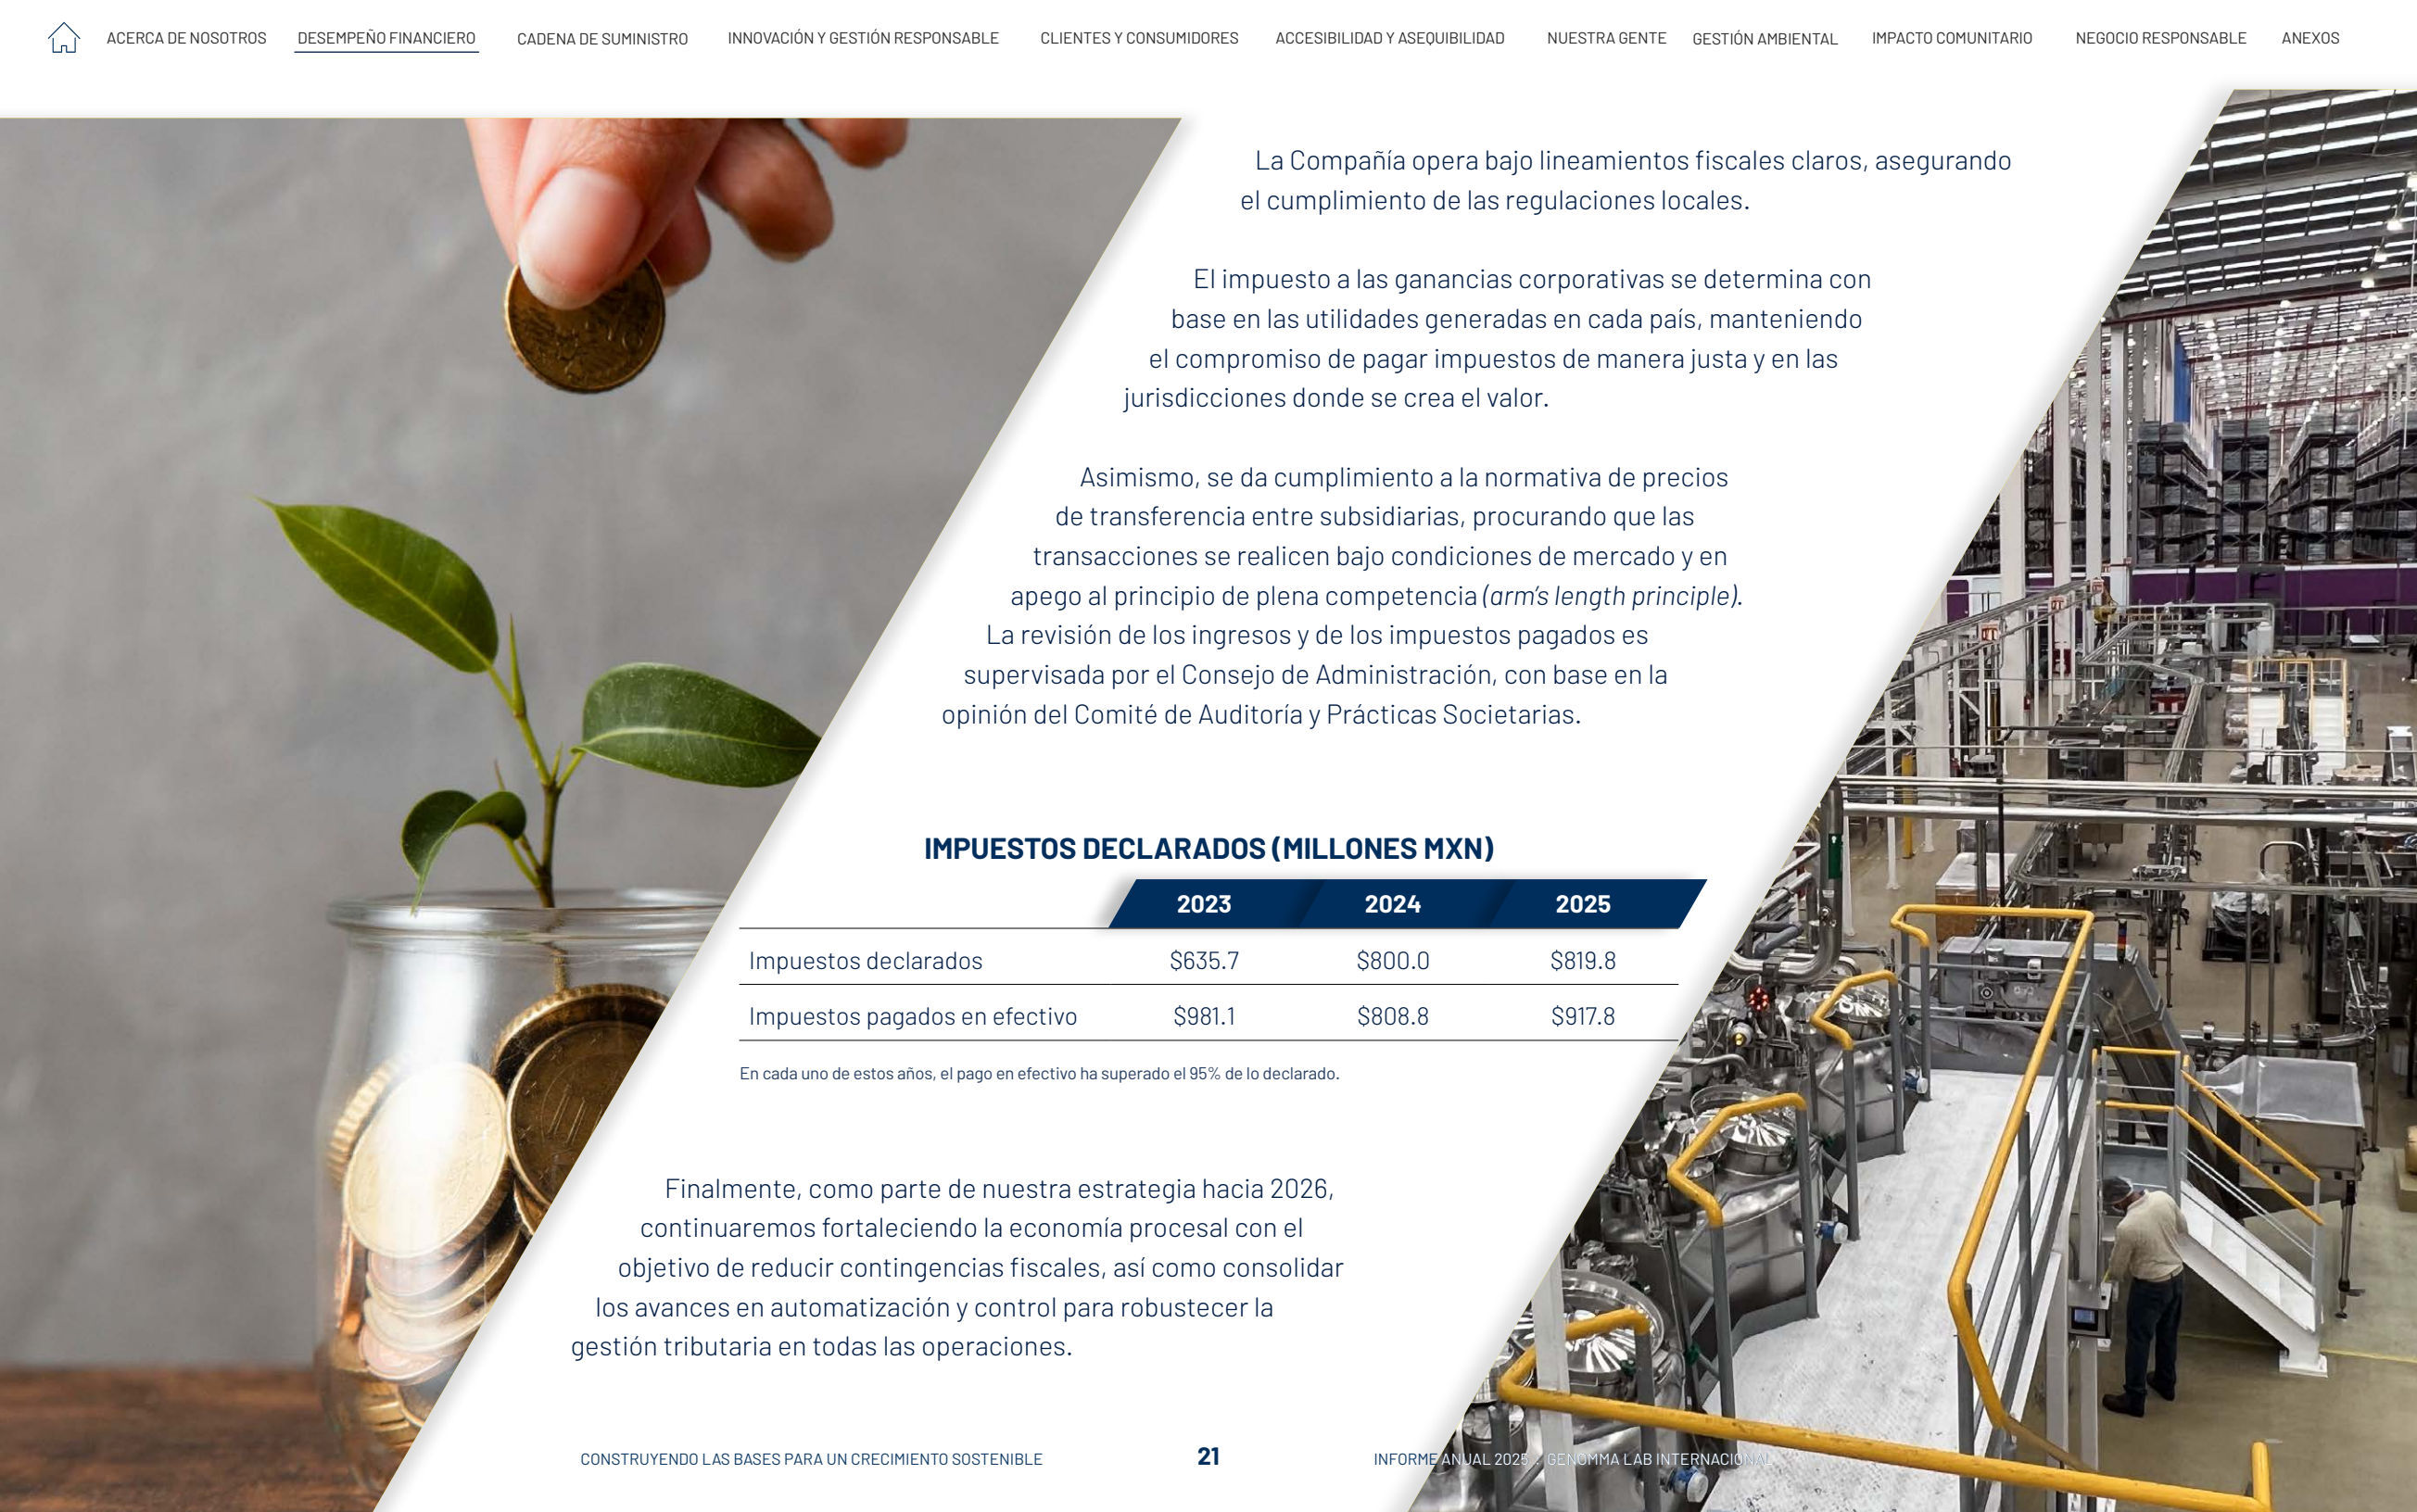 ACERCA DE NOSOTROS DESEMPEÑO FINANCIERO CADENA DE SUMINISTRO INNOVACIÓN Y GESTIÓN RESPONSABLE CLIENTES Y CONSUMIDORES ACCESIBILIDAD Y ASEQUIBILIDAD NUESTRA GENTE GESTIÓN AMBIENTAL IMPACTO COMUNITARIO NEGOCIO RESPONSABLE ANEXOS
La Compañía opera bajo lineamientos fiscales claros, asegurando
el cumplimiento de las regulaciones locales.
El impuesto a las ganancias corporativas se determina con
base en las utilidades generadas en cada país, manteniendo
el compromiso de pagar impuestos de manera justa y en las
jurisdicciones donde se crea el valor.
Asimismo, se da cumplimiento a la normativa de precios
de transferencia entre subsidiarias, procurando que las
transacciones se realicen bajo condiciones de mercado y en
apego al principio de plena competencia (arm's length principle).
La revisión de los ingresos y de los impuestos pagados es
supervisada por el Consejo de Administración, con base en la
opinión del Comité de Auditoría y Prácticas Societarias.
IMPUESTOS DECLARADOS (MILLONES MXN)
2023 2024 2025
Impuestos declarados $635.7 $800.0 $819.8
Impuestos pagados en efectivo $981.1 $808.8 $917.8
En cada uno de estos años, el pago en efectivo ha superado el 95% de lo declarado.
Finalmente, como parte de nuestra estrategia hacia 2026,
continuaremos fortaleciendo la economía procesal con el
objetivo de reducir contingencias fiscales, así como consolidar
los avances en automatización y control para robustecer la
gestión tributaria en todas las operaciones.
CONSTRUYENDO LAS BASES PARA UN CRECIMIENTO SOSTENIBLE 21 INFORME ANUAL 2025 : GENOMMA LAB INTERNACIONAL